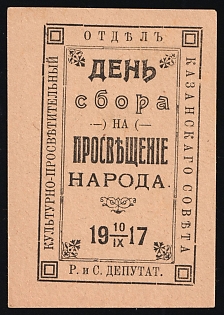 ОТДѢЛЪ
КУЛЬТУРНО-ПРОСВѢТИТЕЛЬНЫЙ
КАЗАНСКАГО СОВѢТА
ДЕНЬ
сбора
—) НА (—
ПРОСВѢЩЕНІЕ
НАРОДА.
19 10/IX 17
Р. и С. ДЕПУТАТ.